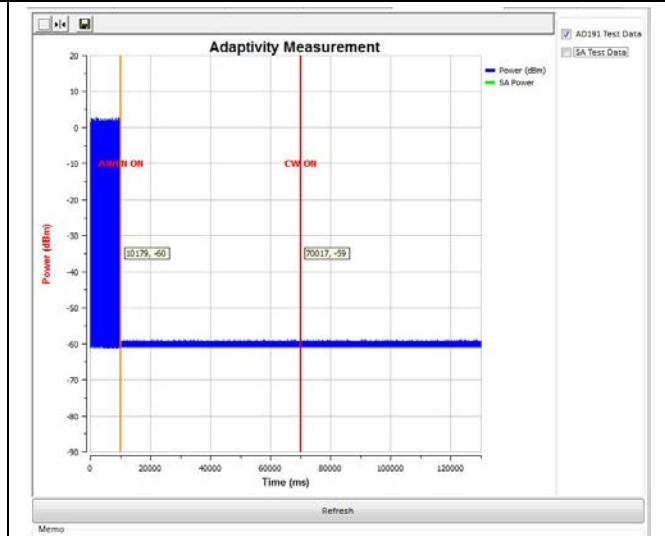 Adaptivity Measurement
AD191 Test Data
SA Test Data
Power (dBm)
SA Power
20
10
0
-10
-20
-30
-40
-50
-60
-70
-80
-90
Power (dBm)
AWGN ON
CW ON
10179, -60
70017, -59
0
20000
40000
60000
80000
100000
120000
Time (ms)
Refresh
Memo